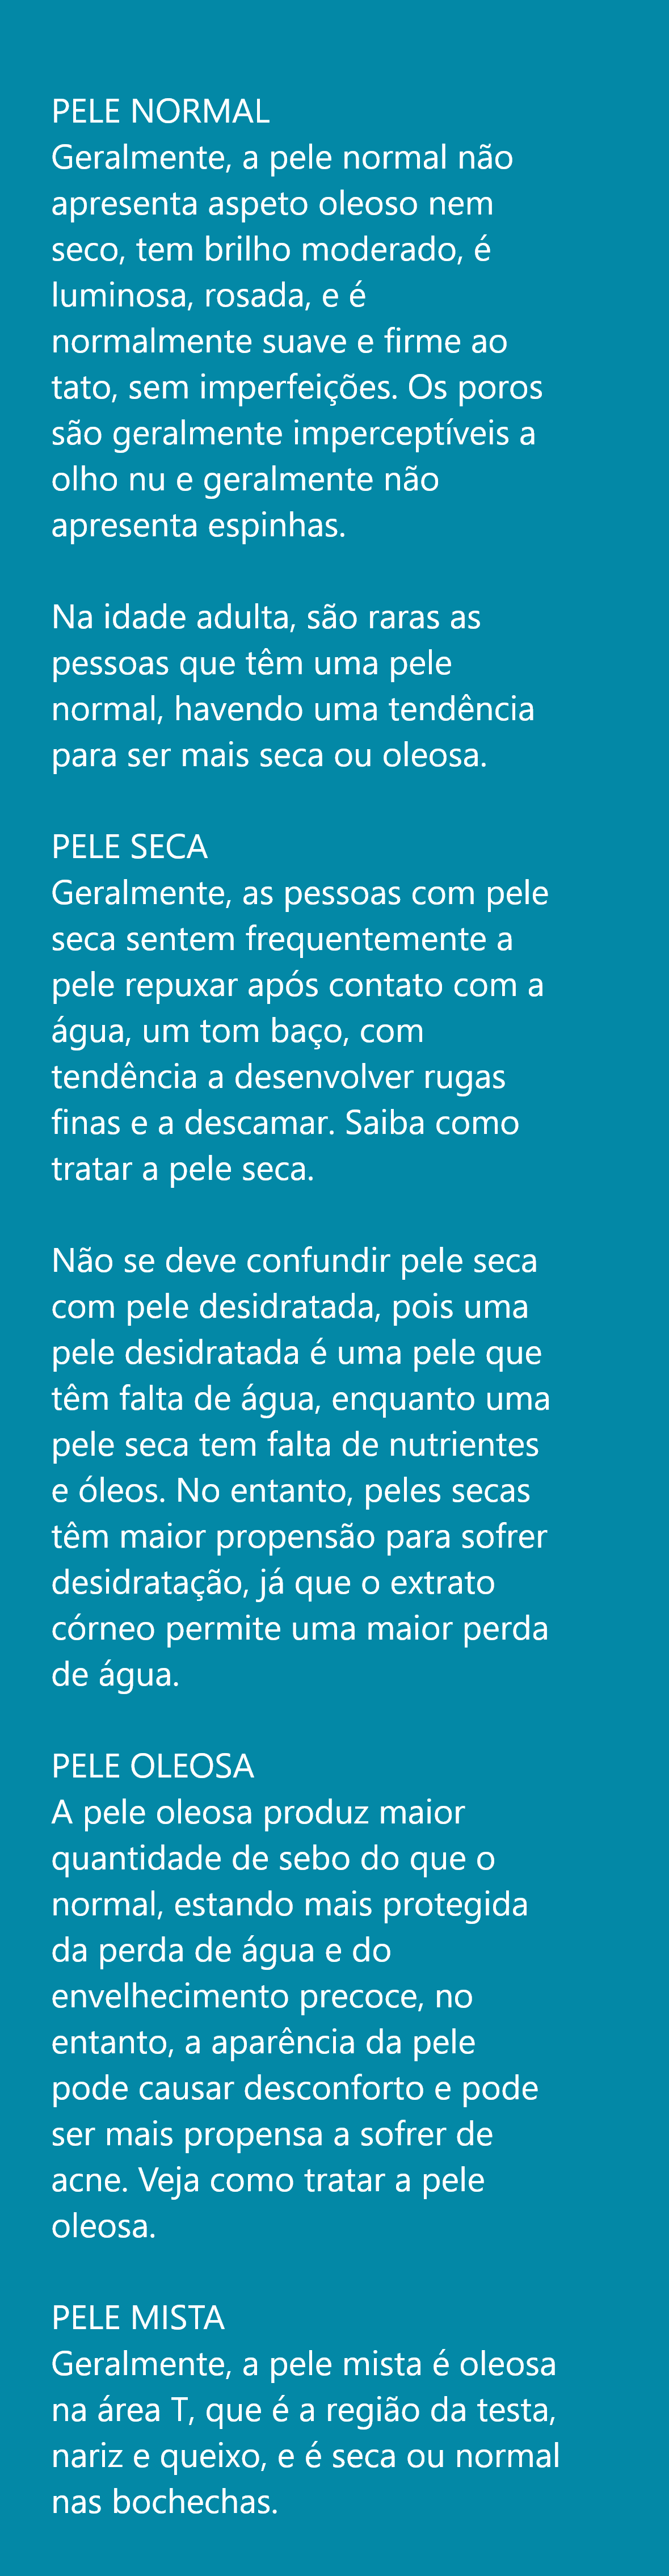 PELE NORMAL
Geralmente, a pele normal não
apresenta aspeto oleoso nem
seco, tem brilho moderado, é
luminosa, rosada, e é
normalmente suave e firme ao
tato, sem imperfeições. Os poros
são geralmente imperceptíveis a
olho nu e geralmente não
apresenta espinhas.

Na idade adulta, são raras as
pessoas que têm uma pele
normal, havendo uma tendência
para ser mais seca ou oleosa.

PELE SECA
Geralmente, as pessoas com pele
seca sentem frequentemente a
pele repuxar após contato com a
água, um tom baço, com
tendência a desenvolver rugas
finas e a descamar. Saiba como
tratar a pele seca.

Não se deve confundir pele seca
com pele desidratada, pois uma
pele desidratada é uma pele que
têm falta de água, enquanto uma
pele seca tem falta de nutrientes
e óleos. No entanto, peles secas
têm maior propensão para sofrer
desidratação, já que o extrato
córneo permite uma maior perda
de água.

PELE OLEOSA
A pele oleosa produz maior
quantidade de sebo do que o
normal, estando mais protegida
da perda de água e do
envelhecimento precoce, no
entanto, a aparência da pele
pode causar desconforto e pode
ser mais propensa a sofrer de
acne. Veja como tratar a pele
oleosa.

PELE MISTA
Geralmente, a pele mista é oleosa
na área T, que é a região da testa,
nariz e queixo, e é seca ou normal
nas bochechas.